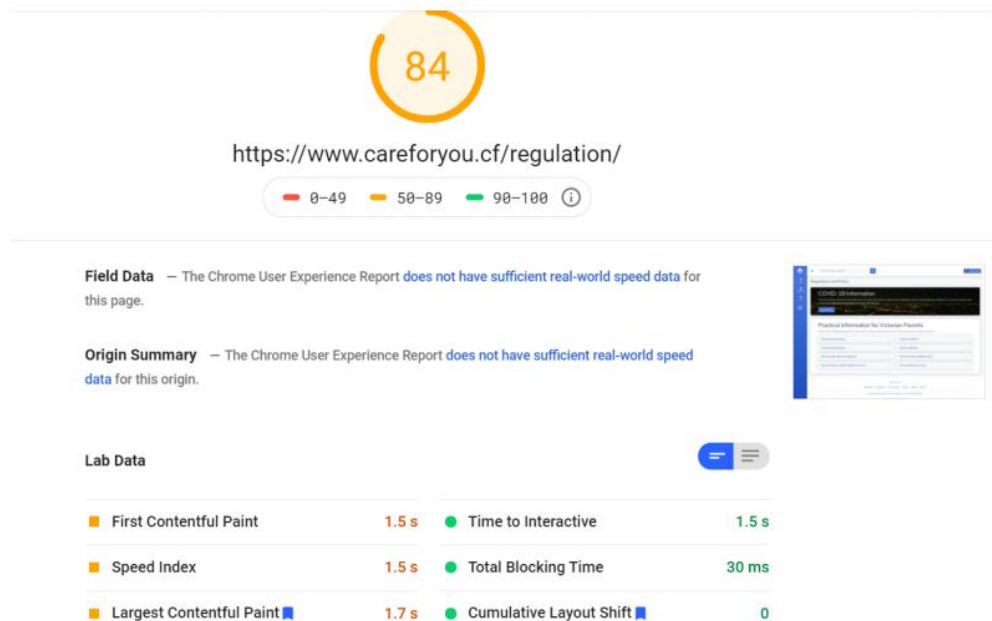 84
https://www.careforyou.cf/regulation/
0–49 50–89 90–100
Field Data — The Chrome User Experience Report does not have sufficient real-world speed data for
this page.
Origin Summary — The Chrome User Experience Report does not have sufficient real-world speed
data for this origin.
COVID-19 Information
Practical Information for Victorian Parents
Lab Data
First Contentful Paint 1.5 s Time to Interactive 1.5 s
Speed Index 1.5 s Total Blocking Time 30 ms
Largest Contentful Paint 1.7 s Cumulative Layout Shift 0